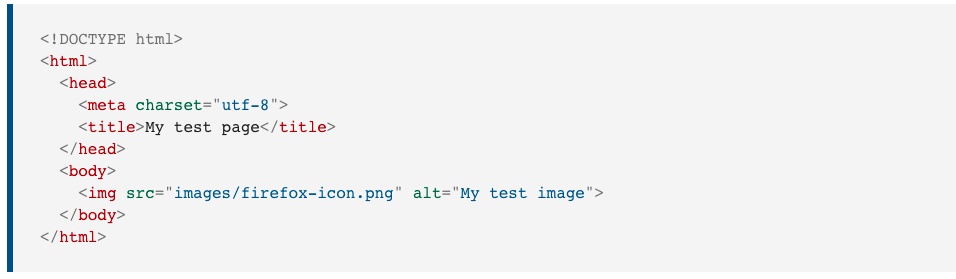 <!DOCTYPE html>
<html>
  <head>
    <meta charset="utf-8">
    <title>My test page</title>
  </head>
  <body>
    <img src="images/firefox-icon.png" alt="My test image">
  </body>
</html>